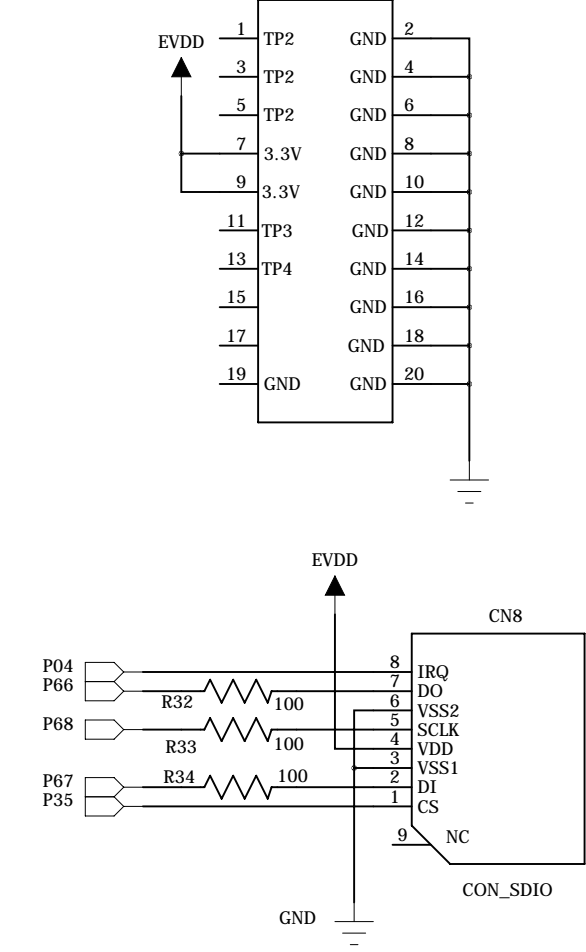 EVDD
1 TP2 GND 2
3 TP2 GND 4
5 TP2 GND 6
7 3.3V GND 8
9 3.3V GND 10
11 TP3 GND 12
13 TP4 GND 14
15 GND 16
17 GND 18
19 GND GND 20
EVDD
CN8
P04 8 IRQ
P66 R32 100 7 DO
6 VSS2
P68 R33 100 5 SCLK
4 VDD
3 VSS1
P67 R34 100 2 DI
P35 1 CS
9 NC
CON_SDIO
GND